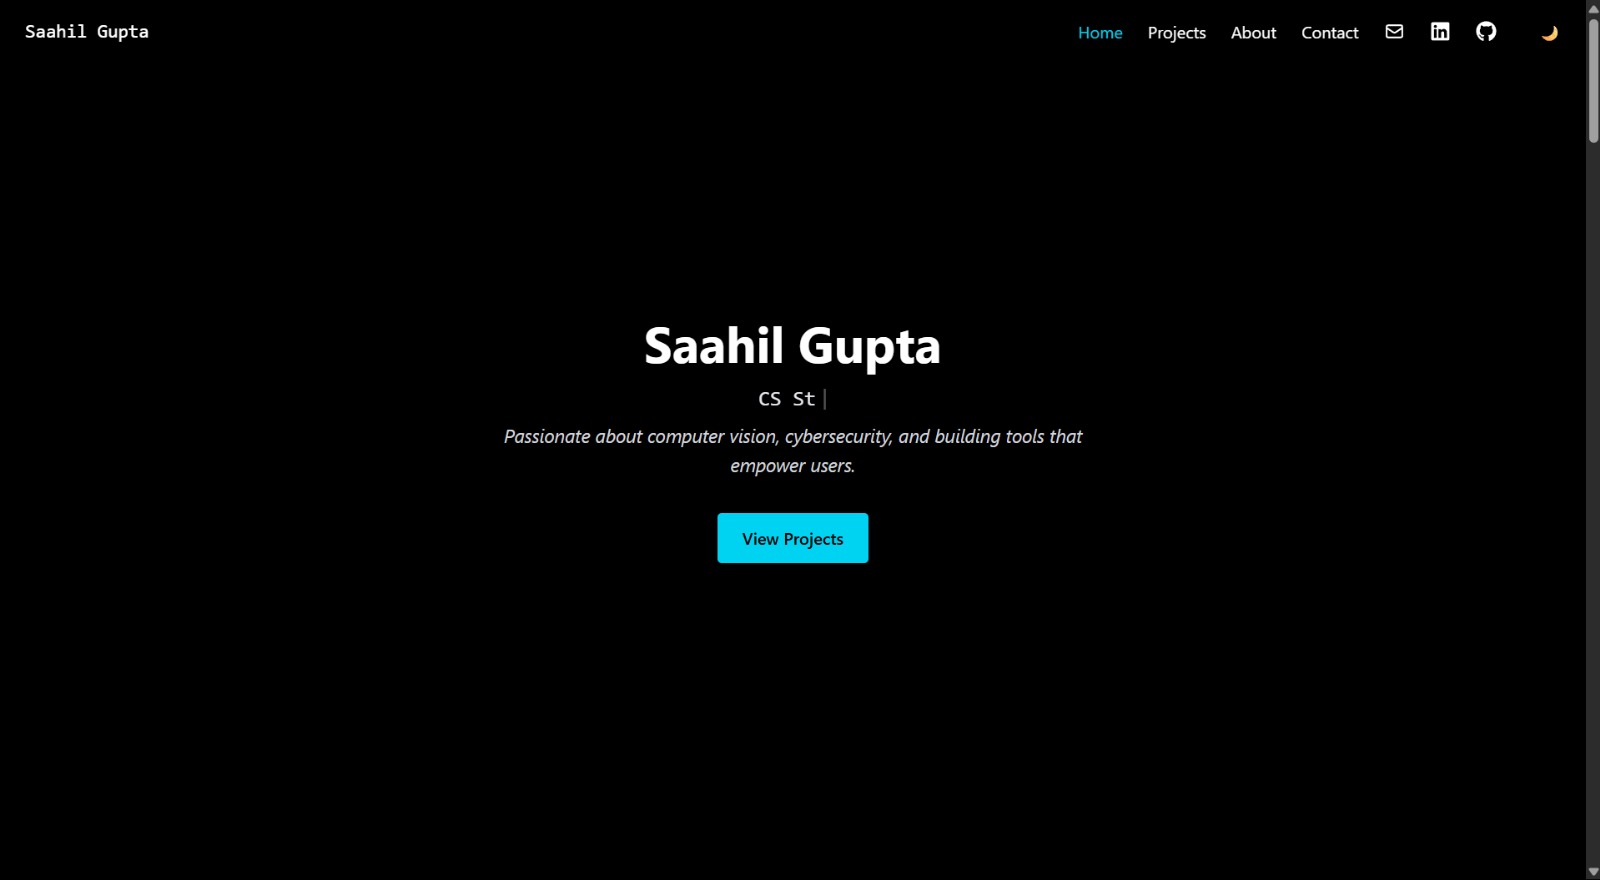 Saahil Gupta
Home Projects About Contact
Saahil Gupta
CS St
Passionate about computer vision, cybersecurity, and building tools that
empower users.
View Projects